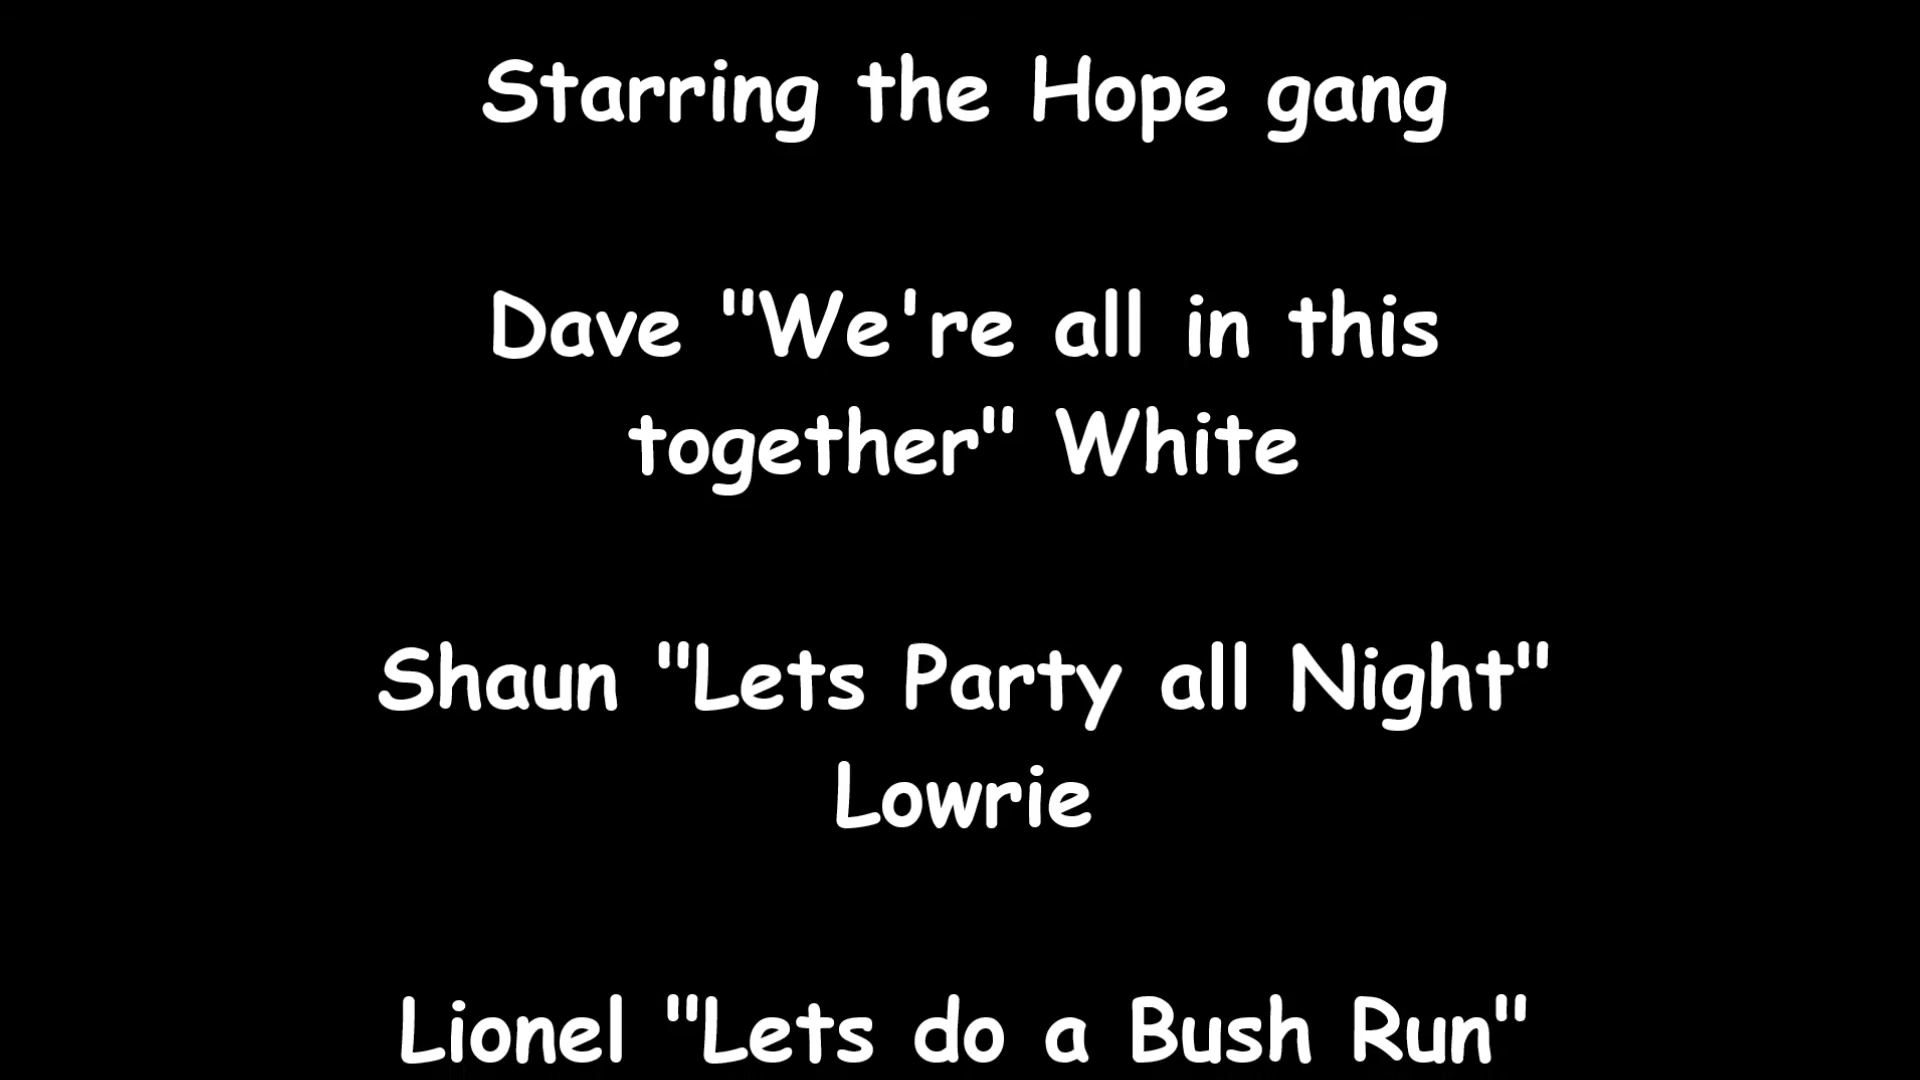 Starring the Hope gang
Dave "We're all in this
together" White
Shaun "Lets Party all Night"
Lowrie
Lionel "Lets do a Bush Run"